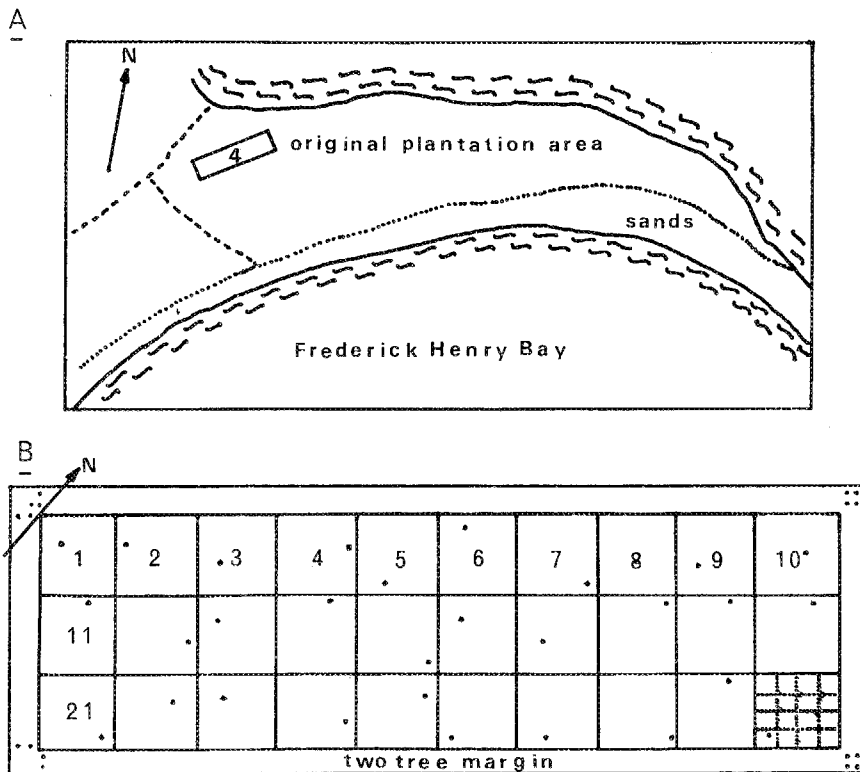 A
N
4
original plantation area
sands
Frederick Henry Bay
B
N
1 2 3 4 5 6 7 8 9 10
11
21
two tree margin